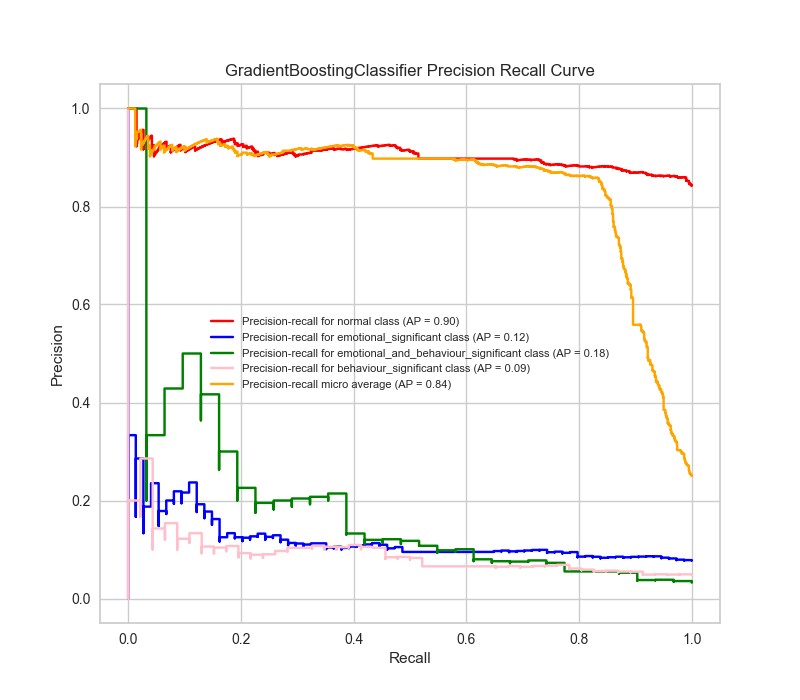 GradientBoostingClassifier Precision Recall Curve
1.0
0.8
0.6
0.4
0.2
0.0
Precision
Precision-recall for normal class (AP = 0.90)
Precision-recall for emotional_significant class (AP = 0.12)
Precision-recall for emotional_and_behaviour_significant class (AP = 0.18)
Precision-recall for behaviour_significant class (AP = 0.09)
Precision-recall micro average (AP = 0.84)
0.0 0.2 0.4 0.6 0.8 1.0
Recall